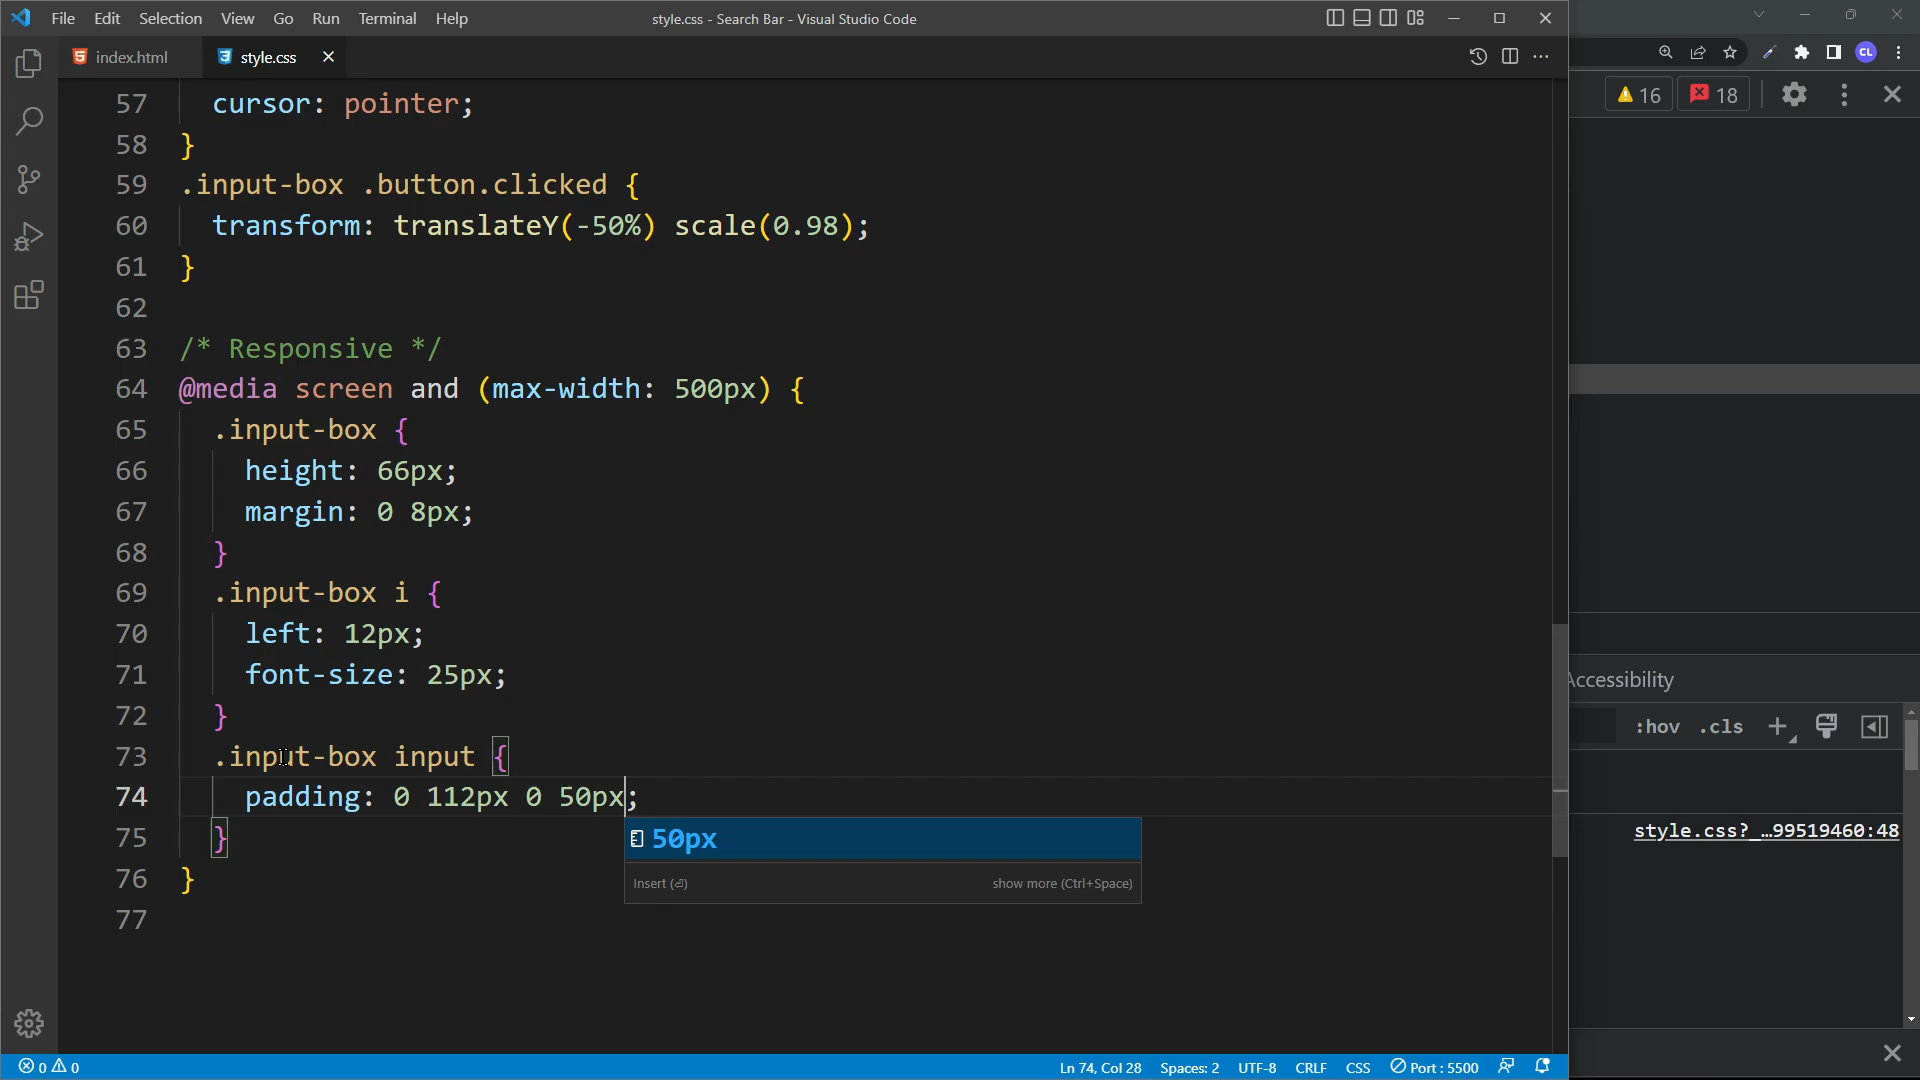 File Edit Selection View Go Run Terminal Help
style.css - Search Bar - Visual Studio Code
index.html
style.css
CL
16
18
57 cursor: pointer;
58 }
59 .input-box .button.clicked {
60 transform: translateY(-50%) scale(0.98);
61 }
62
63 /* Responsive */
64 @media screen and (max-width: 500px) {
65 .input-box {
66 height: 66px;
67 margin: 0 8px;
68 }
69 .input-box i {
70 left: 12px;
71 font-size: 25px;
72 }
73 .input-box input {
74 padding: 0 112px 0 50px;
75 }
76 }
77
50px
Insert (⏎)
show more (Ctrl+Space)
Accessibility
:hov .cls
style.css?_…99519460:48
0 0
Ln 74, Col 28
Spaces: 2
UTF-8
CRLF
CSS
Port : 5500